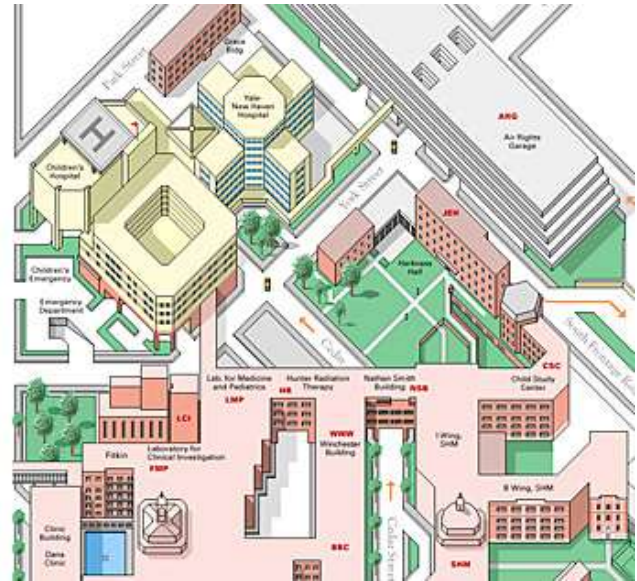 Grace
Bldg
Park Street
Yale-
New Haven
Hospital
ARG
Air Rights
Garage
H
Children's
Hospital
York Street
JEH
Harkness
Hall
Children's
Emergency
Emergency
Department
Cedar
South Frontage Road
CSC
Child Study
Center
Lab. for Medicine
and Pediatrics
LMP
Hunter Radiation
Therapy
HR
Nathan Smith
Building
NSB
LCI
WWW
Winchester
Building
I Wing,
SHM
Fitkin
Laboratory for
Clinical Investigation
FMP
B Wing, SHM
Clinic
Building
Dana
Clinic
BBC
Cedar Street
SHM